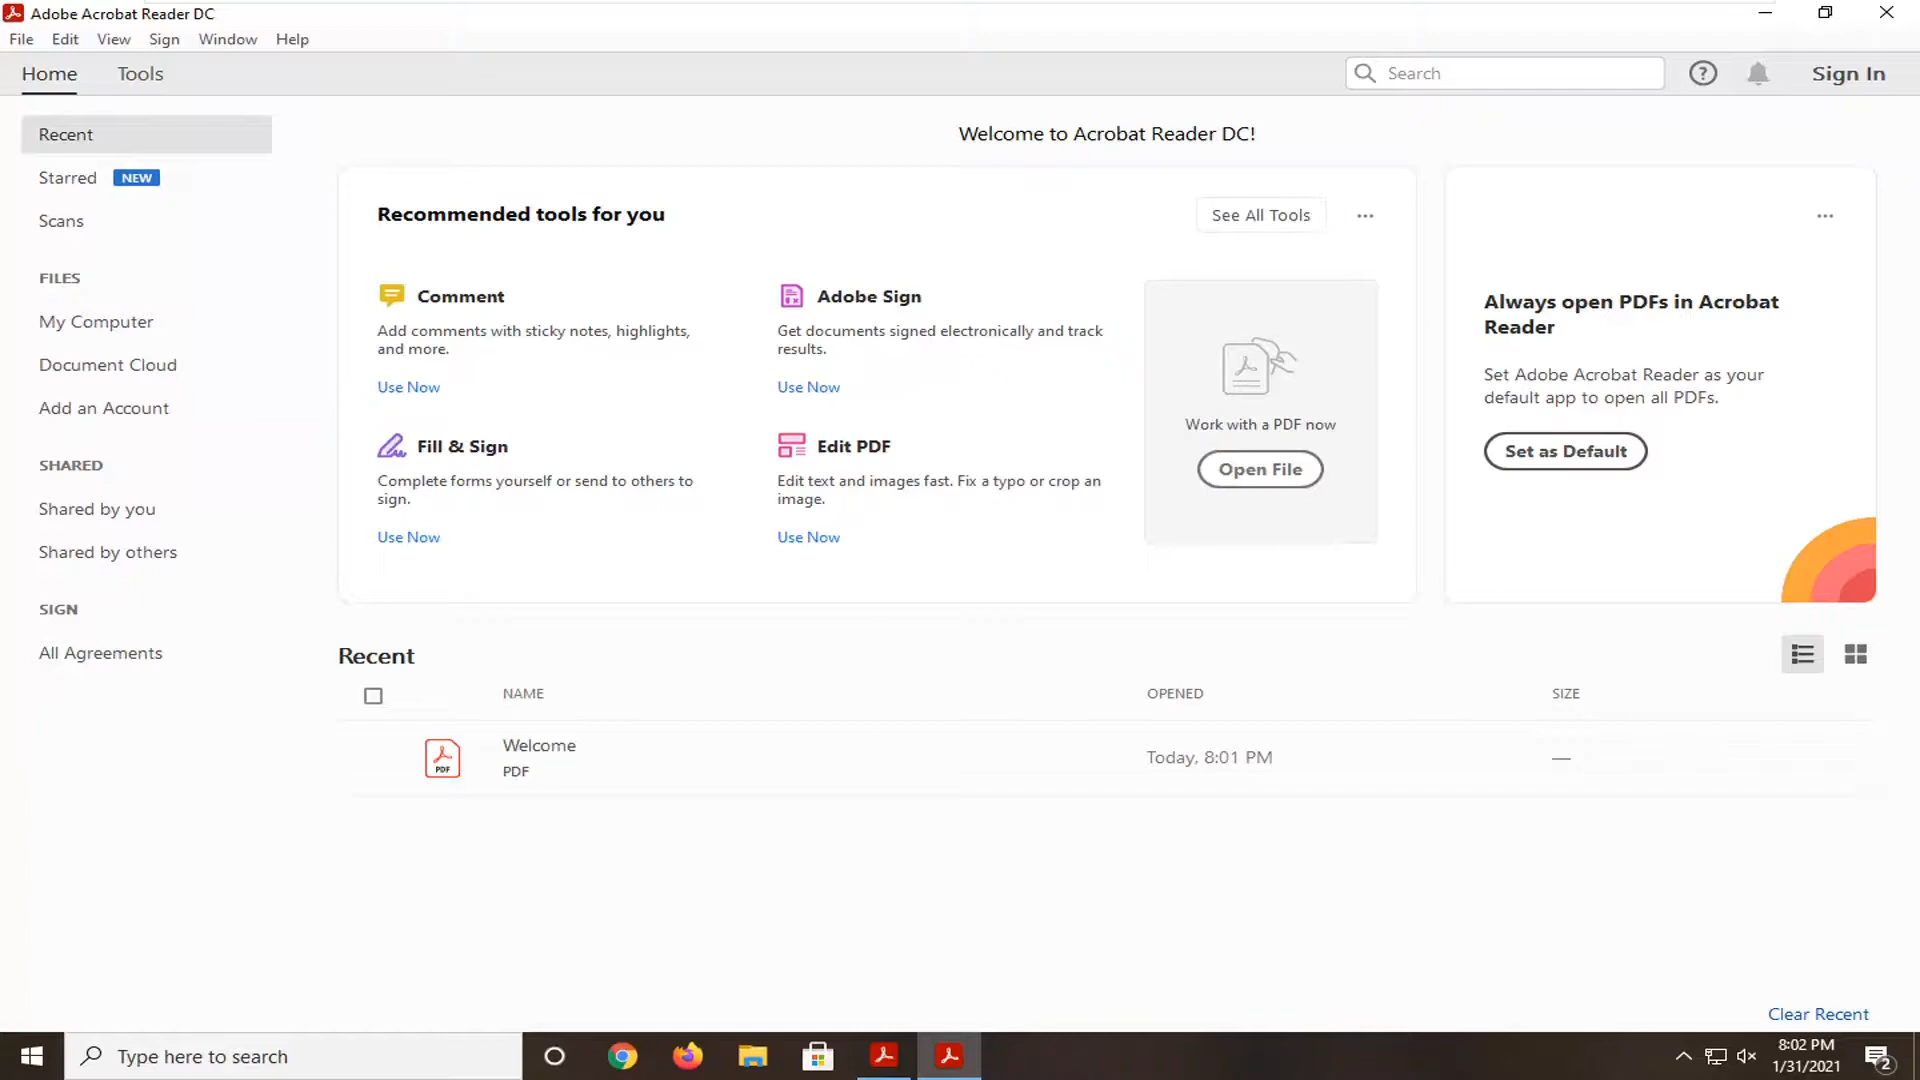 Adobe Acrobat Reader DC
File Edit View Sign Window Help
Home Tools
Search
?
Sign In
Recent
Starred NEW
Scans
FILES
My Computer
Document Cloud
Add an Account
SHARED
Shared by you
Shared by others
SIGN
All Agreements
Welcome to Acrobat Reader DC!
Recommended tools for you
See All Tools
...
Comment
Add comments with sticky notes, highlights,
and more.
Use Now
Adobe Sign
Get documents signed electronically and track
results.
Use Now
Fill & Sign
Complete forms yourself or send to others to
sign.
Use Now
Edit PDF
Edit text and images fast. Fix a typo or crop an
image.
Use Now
Work with a PDF now
Open File
...
Always open PDFs in Acrobat
Reader
Set Adobe Acrobat Reader as your
default app to open all PDFs.
Set as Default
Recent
NAME OPENED SIZE
PDF
Welcome
PDF
Today, 8:01 PM
—
Clear Recent
Type here to search
8:02 PM
1/31/2021
2